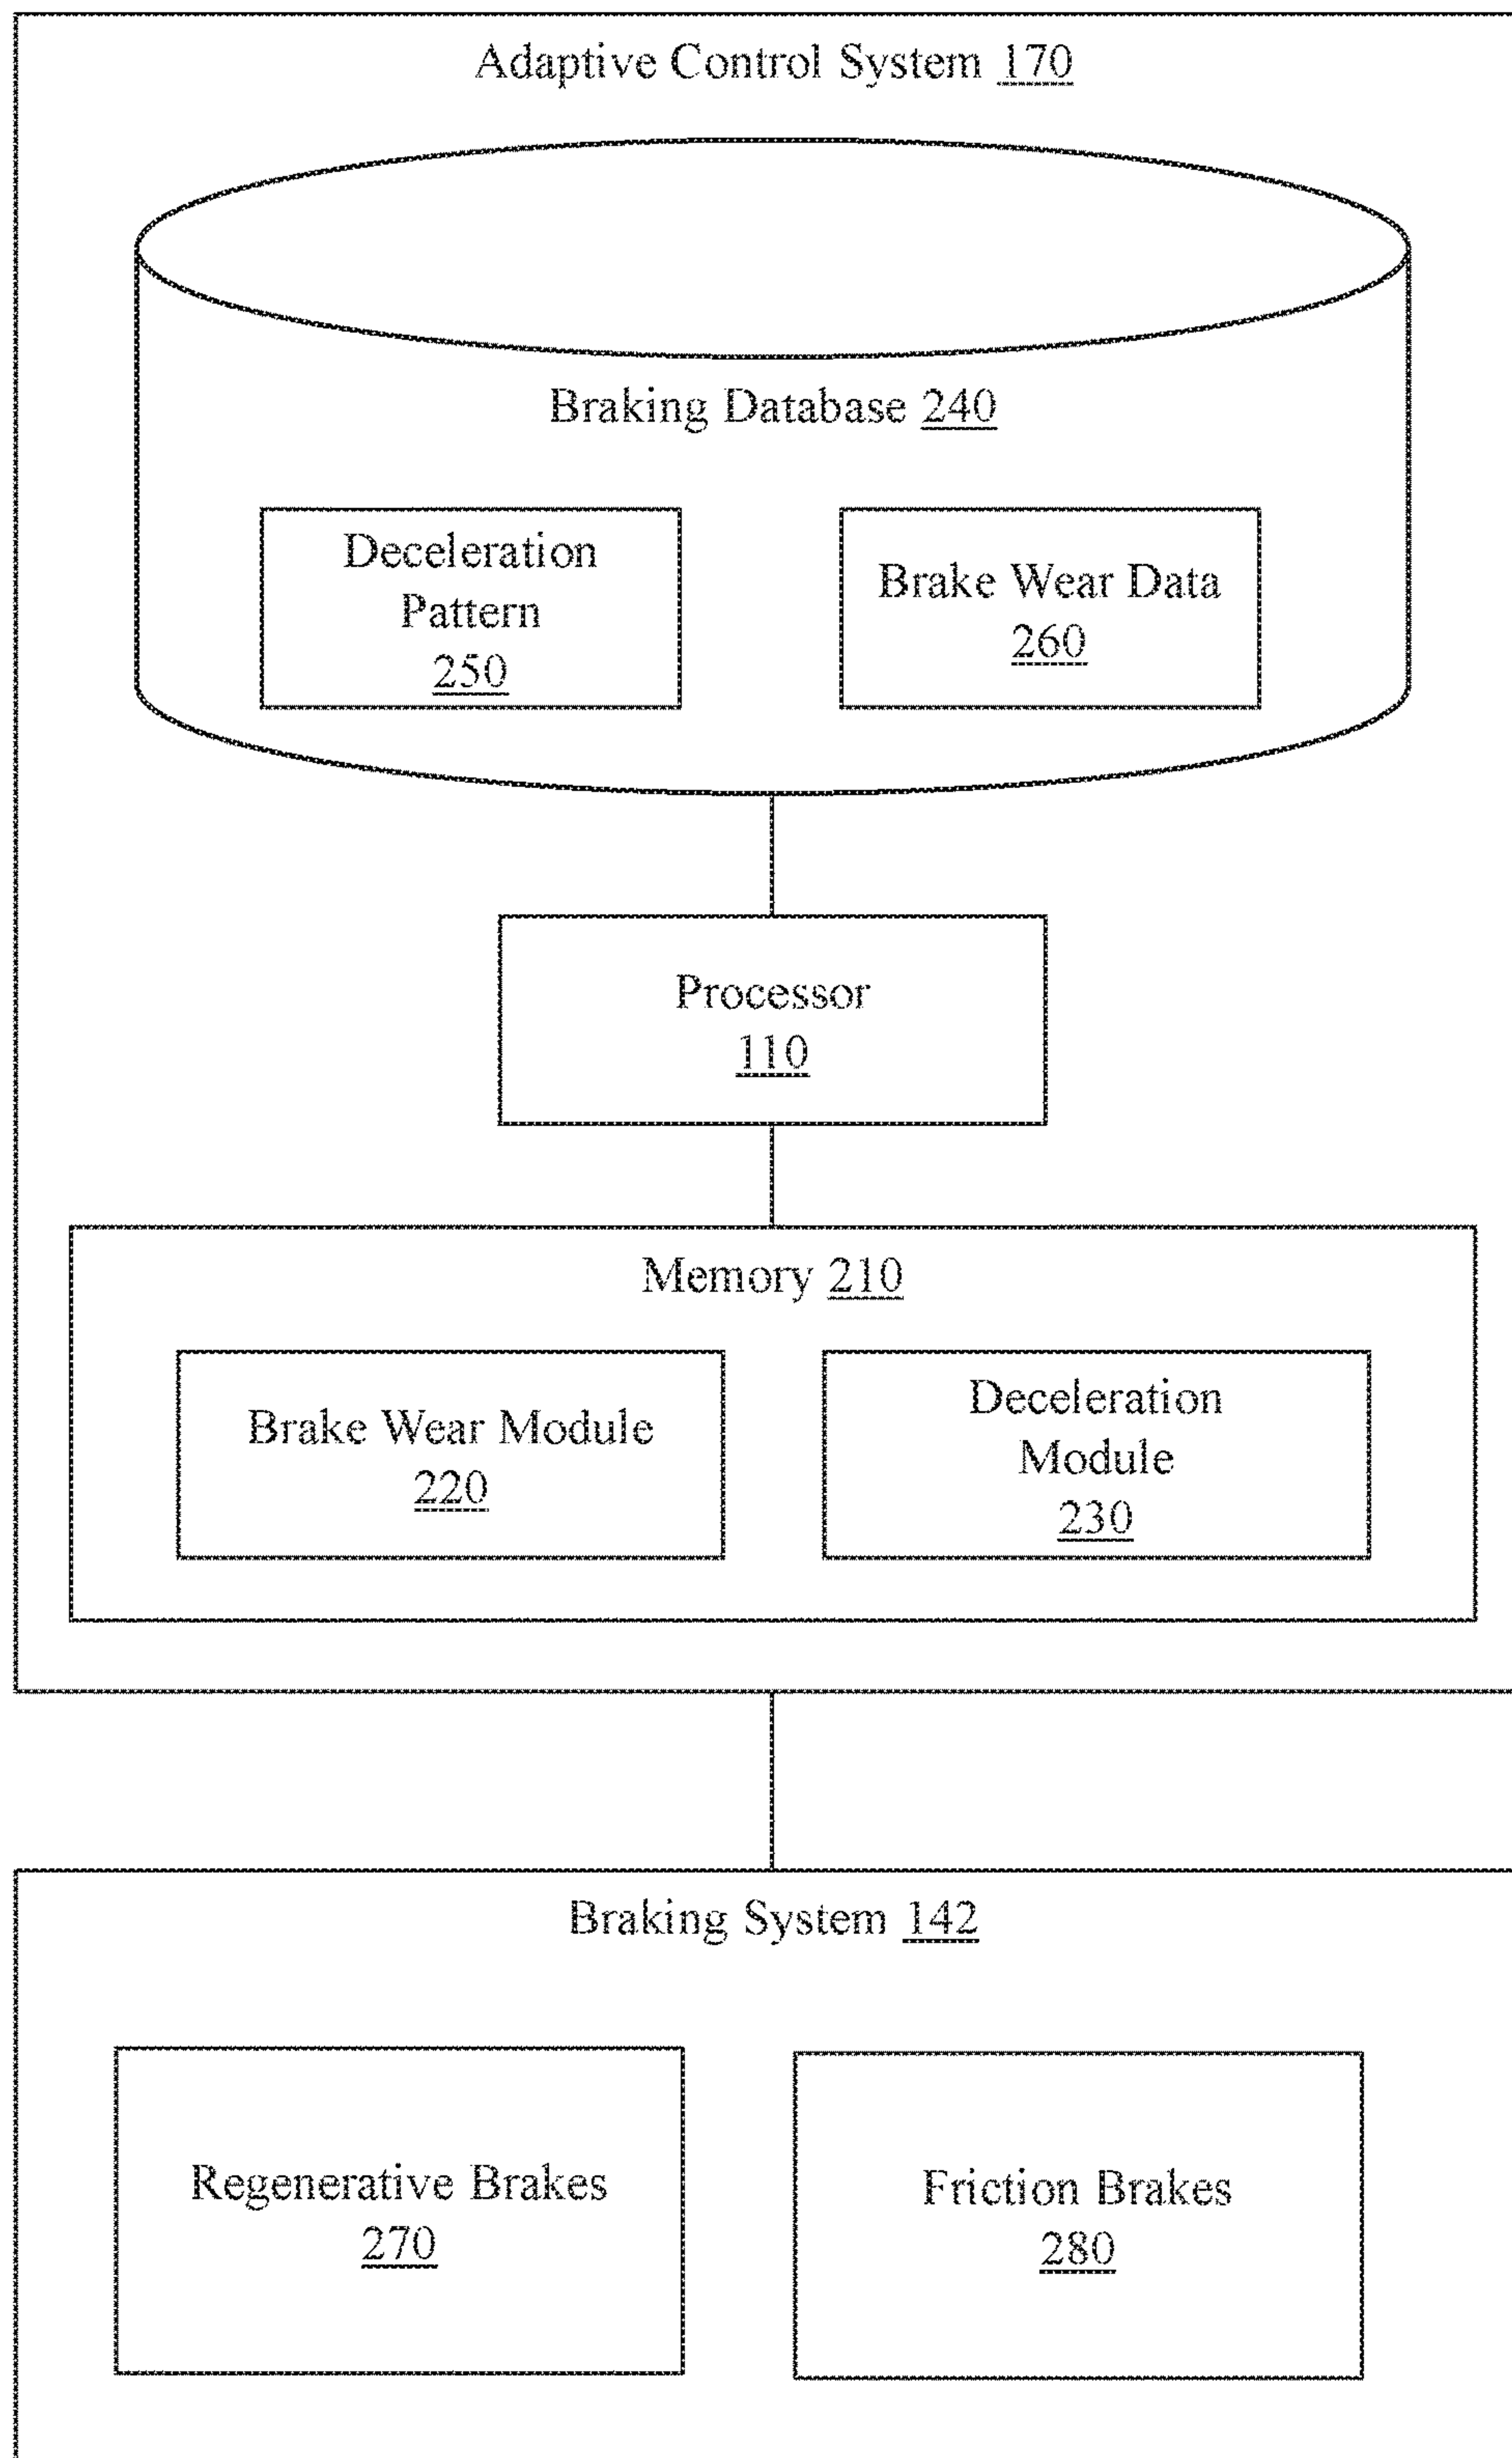 Adaptive Control System 170
Braking Database 240
Deceleration
Pattern
250
Brake Wear Data
260
Processor
110
Memory 210
Brake Wear Module
220
Deceleration
Module
230
Braking System 142
Regenerative Brakes
270
Friction Brakes
280